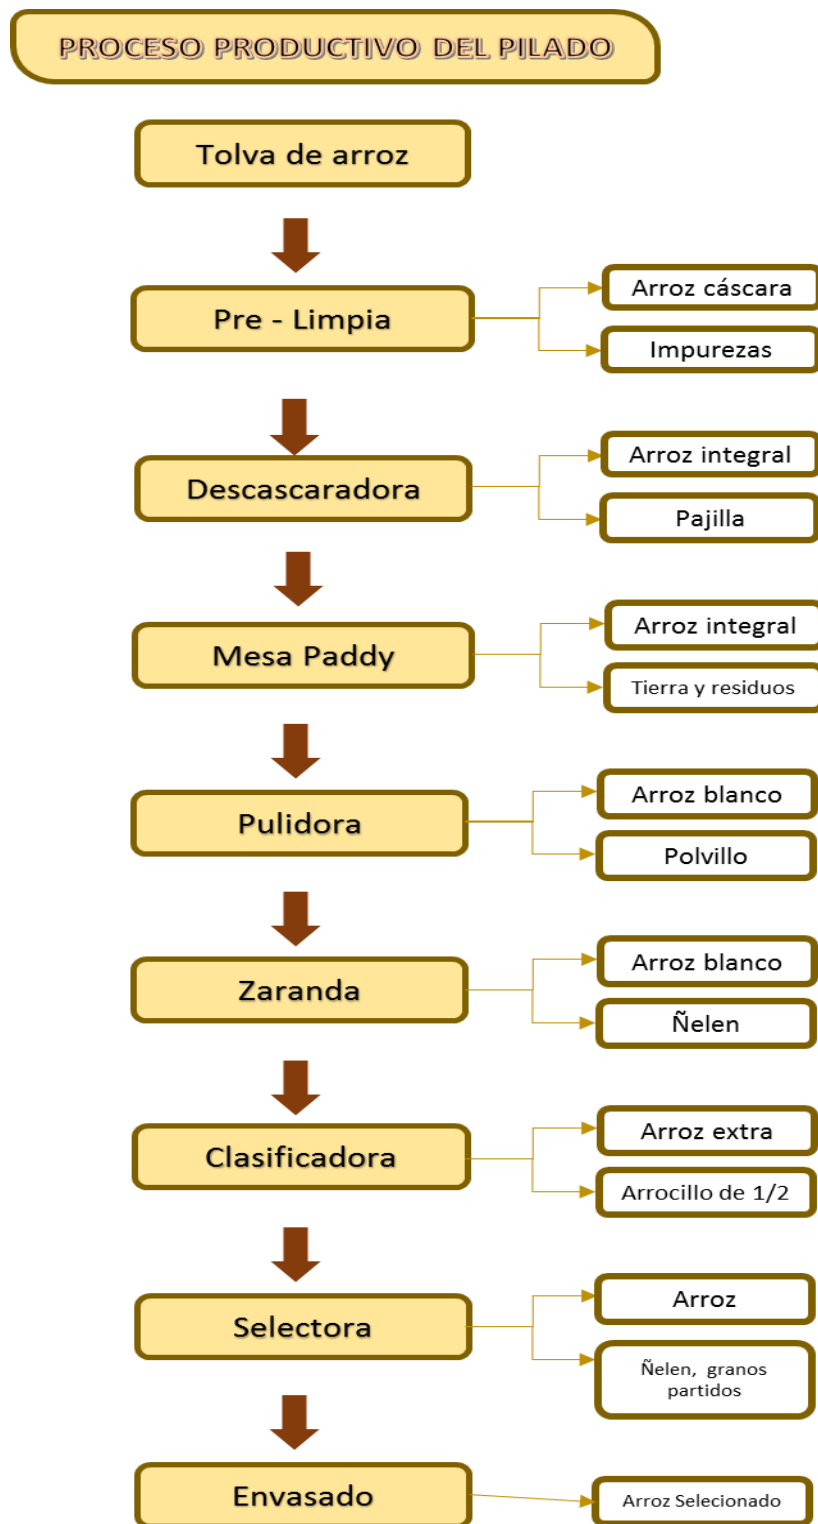 PROCESO PRODUCTIVO DEL PILADO
Tolva de arroz
Pre - Limpia
Arroz cáscara
Impurezas
Descascaradora
Arroz integral
Pajilla
Mesa Paddy
Arroz integral
Tierra y residuos
Pulidora
Arroz blanco
Polvillo
Zaranda
Arroz blanco
Ñelen
Clasificadora
Arroz extra
Arrocillo de 1/2
Selectora
Arroz
Ñelen, granos
partidos
Envasado
Arroz Selecionado